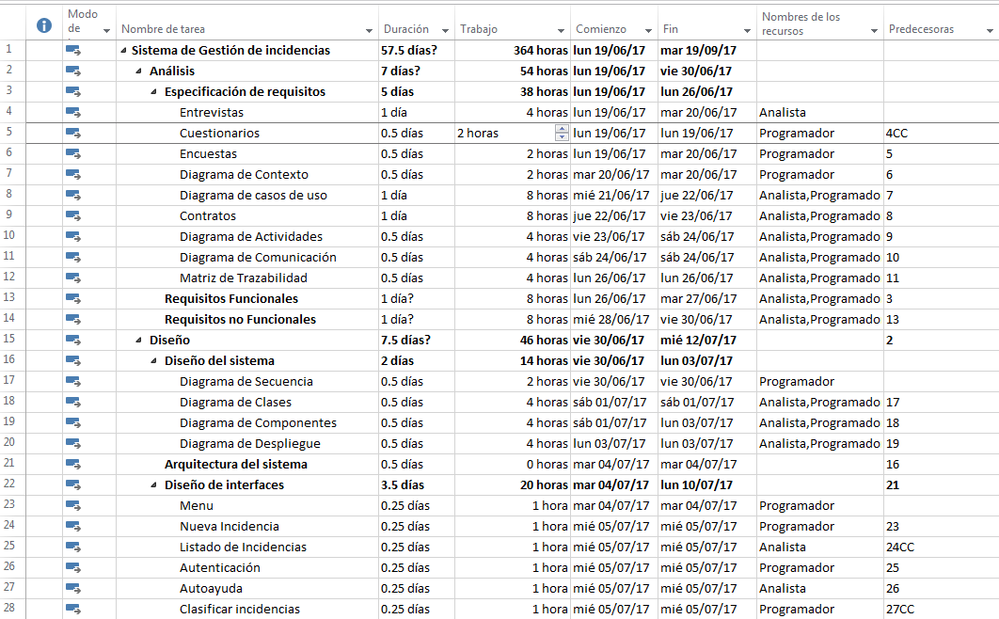 Modo de Nombre de tarea Duración Trabajo Comienzo Fin Nombres de los recursos Predecesoras
1 Sistema de Gestión de incidencias 57.5 días? 364 horas lun 19/06/17 mar 19/09/17
2 Análisis 7 días? 54 horas lun 19/06/17 vie 30/06/17
3 Especificación de requisitos 5 días 38 horas lun 19/06/17 lun 26/06/17
4 Entrevistas 1 día 4 horas lun 19/06/17 mar 20/06/17 Analista
5 Cuestionarios 0.5 días 2 horas lun 19/06/17 lun 19/06/17 Programador 4CC
6 Encuestas 0.5 días 2 horas lun 19/06/17 mar 20/06/17 Programador 5
7 Diagrama de Contexto 0.5 días 2 horas mar 20/06/17 mar 20/06/17 Programador 6
8 Diagrama de casos de uso 1 día 8 horas mié 21/06/17 jue 22/06/17 Analista,Programado 7
9 Contratos 1 día 8 horas jue 22/06/17 vie 23/06/17 Analista,Programado 8
10 Diagrama de Actividades 0.5 días 4 horas vie 23/06/17 sáb 24/06/17 Analista,Programado 9
11 Diagrama de Comunicación 0.5 días 4 horas sáb 24/06/17 sáb 24/06/17 Analista,Programado 10
12 Matriz de Trazabilidad 0.5 días 4 horas lun 26/06/17 lun 26/06/17 Analista,Programado 11
13 Requisitos Funcionales 1 día? 8 horas lun 26/06/17 mar 27/06/17 Analista,Programado 3
14 Requisitos no Funcionales 1 día? 8 horas mié 28/06/17 vie 30/06/17 Analista,Programado 13
15 Diseño 7.5 días? 46 horas vie 30/06/17 mié 12/07/17 2
16 Diseño del sistema 2 días 14 horas vie 30/06/17 lun 03/07/17
17 Diagrama de Secuencia 0.5 días 2 horas vie 30/06/17 vie 30/06/17 Programador
18 Diagrama de Clases 0.5 días 4 horas sáb 01/07/17 sáb 01/07/17 Analista,Programado 17
19 Diagrama de Componentes 0.5 días 4 horas sáb 01/07/17 lun 03/07/17 Analista,Programado 18
20 Diagrama de Despliegue 0.5 días 4 horas lun 03/07/17 lun 03/07/17 Analista,Programado 19
21 Arquitectura del sistema 0.5 días 0 horas mar 04/07/17 mar 04/07/17 16
22 Diseño de interfaces 3.5 días 20 horas mar 04/07/17 lun 10/07/17 21
23 Menu 0.25 días 1 hora mar 04/07/17 mar 04/07/17 Programador
24 Nueva Incidencia 0.25 días 1 hora mié 05/07/17 mié 05/07/17 Programador 23
25 Listado de Incidencias 0.25 días 1 hora mié 05/07/17 mié 05/07/17 Analista 24CC
26 Autenticación 0.25 días 1 hora mié 05/07/17 mié 05/07/17 Programador 25
27 Autoayuda 0.25 días 1 hora mié 05/07/17 mié 05/07/17 Analista 26
28 Clasificar incidencias 0.25 días 1 hora mié 05/07/17 mié 05/07/17 Programador 27CC